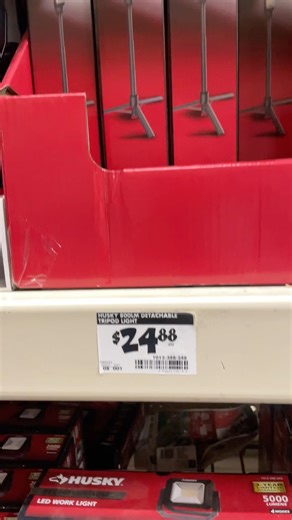 HUSKY 800LM DETACHABLE
TRIPOD LIGHT
$24.88
HUSKY
LED WORK LIGHT
5000
LUMENS